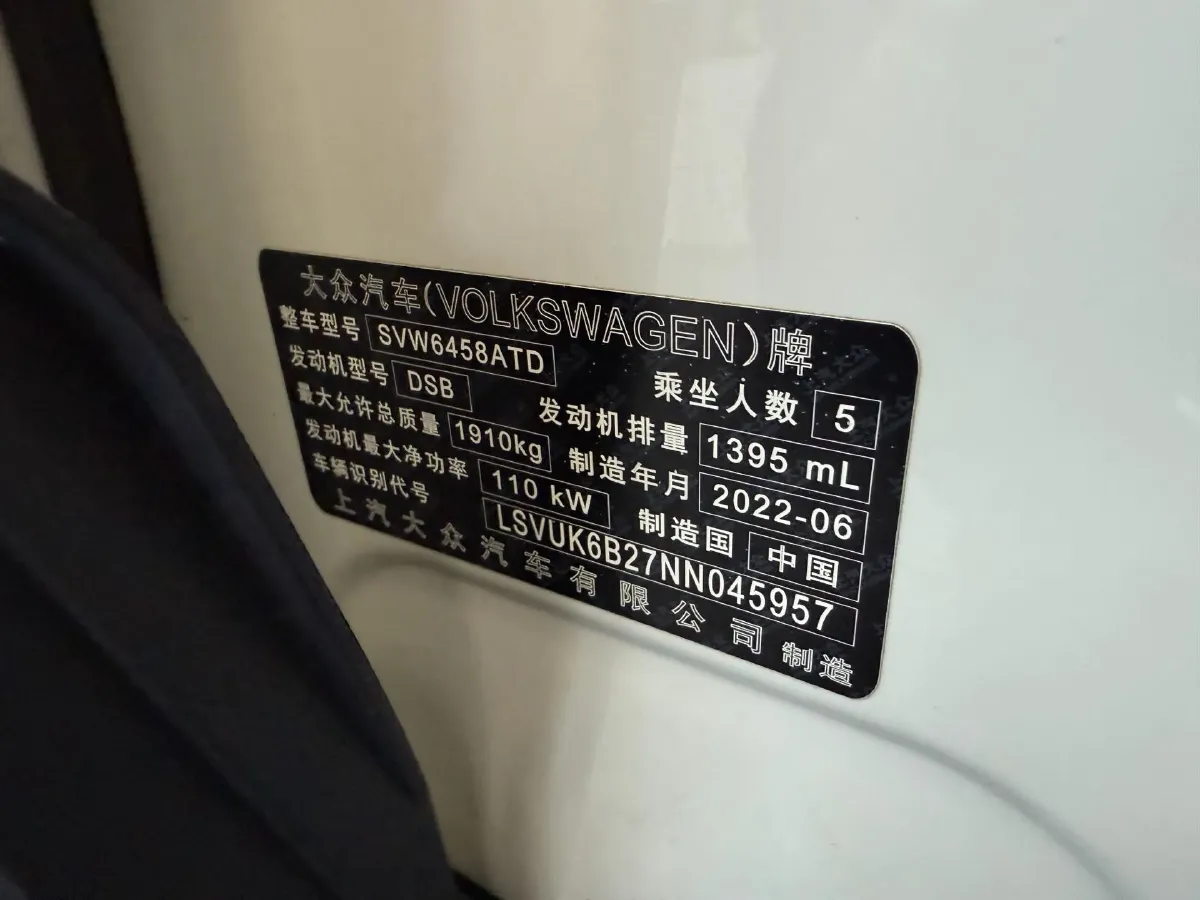 大众汽车(VOLKSWAGEN)牌
整车型号 SVW6458ATD 乘坐人数 5
发动机型号 DSB 发动机排量 1395 mL
最大允许总质量 1910kg 制造年月 2022-06
发动机最大净功率 110 kW 制造国 中国
车辆识别代号 LSVUK6B27NN045957
上汽大众汽车有限公司制造